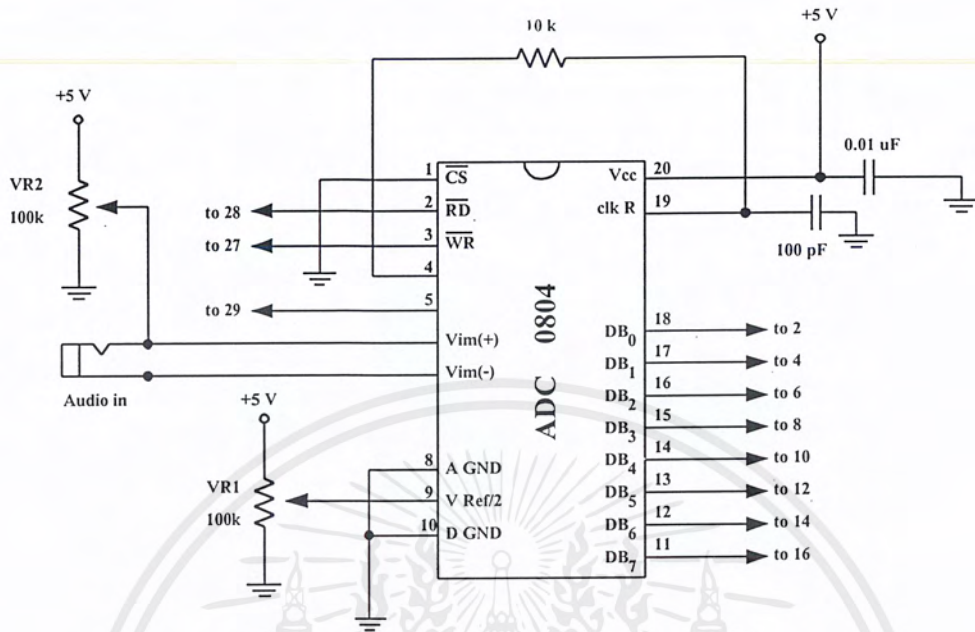 10 k
+5 V
+5 V
0.01 uF
VR2
100k
1 CS
Vcc 20
to 28
2 RD
clk R 19
to 27
3 WR
100 pF
4
to 29
5
ADC 0804
DB0 18 to 2
Vim(+)
DB1 17 to 4
Vim(-)
DB2 16 to 6
Audio in
+5 V
DB3 15 to 8
DB4 14 to 10
8 A GND
VR1
100k
9 V Ref/2
DB5 13 to 12
10 D GND
DB6 12 to 14
DB7 11 to 16